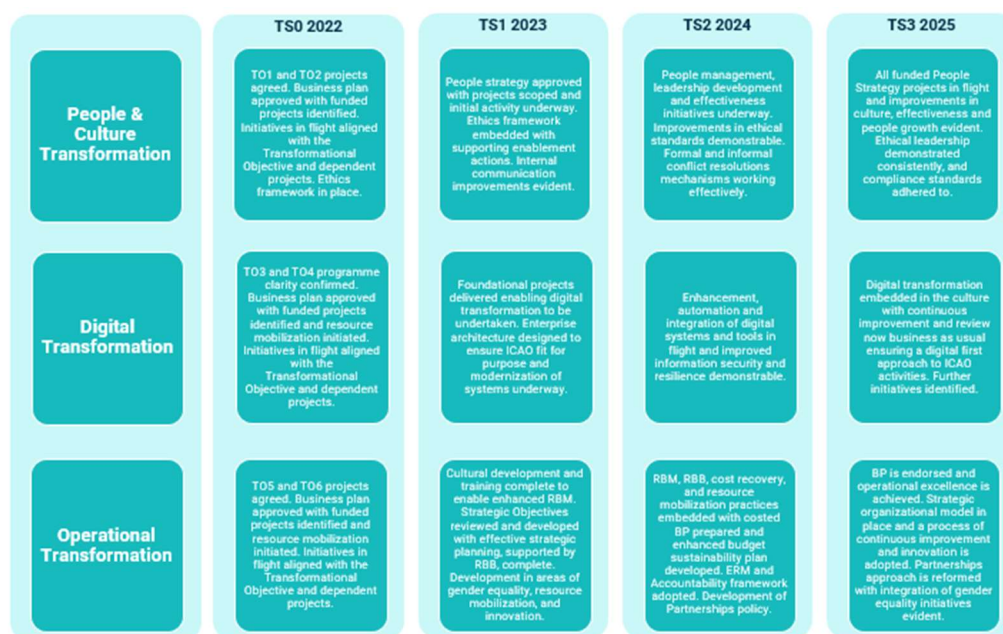 TS0 2022
TS1 2023
TS2 2024
TS3 2025
People &
Culture
Transformation
TO1 and TO2 projects
agreed. Business plan
approved with funded
projects identified.
Initiatives in flight aligned
with the
Transformational
Objective and dependent
projects. Ethics
framework in place.
People strategy approved
with projects scoped and
initial activity underway.
Ethics framework
embedded with
supporting enablement
actions. Internal
communication
improvements evident.
People management,
leadership development
and effectiveness
initiatives underway.
Improvements in ethical
standards demonstrable.
Formal and informal
conflict resolutions
mechanisms working
effectively.
All funded People
Strategy projects in flight
and improvements in
culture, effectiveness and
people growth evident.
Ethical leadership
demonstrated
consistently, and
compliance standards
adhered to.
Digital
Transformation
TO3 and TO4 programme
clarity confirmed.
Business plan approved
with funded projects
identified and resource
mobilization initiated.
Initiatives in flight aligned
with the
Transformational
Objective and dependent
projects.
Foundational projects
delivered enabling digital
transformation to be
undertaken. Enterprise
architecture designed to
ensure ICAO fit for
purpose and
modernization of
systems underway.
Enhancement,
automation and
integration of digital
systems and tools in
flight and improved
information security and
resilience demonstrable.
Digital transformation
embedded in the culture
with continuous
improvement and review
now business as usual
ensuring a digital first
approach to ICAO
activities. Further
initiatives identified.
Operational
Transformation
TO5 and TO6 projects
agreed. Business plan
approved with funded
projects identified and
resource mobilization
initiated. Initiatives in
flight aligned with the
Transformational
Objective and dependent
projects.
Cultural development and
training complete to
enable enhanced RBM.
Strategic Objectives
reviewed and developed
with effective strategic
planning, supported by
RBB, complete.
Development in areas of
gender equality, resource
mobilization, and
innovation.
RBM, RBB, cost recovery,
and resource
mobilization practices
embedded with costed
BP prepared and
enhanced budget
sustainability plan
developed. ERM and
Accountability framework
adopted. Development of
Partnerships policy.
BP is endorsed and
operational excellence is
achieved. Strategic
organizational model in
place and a process of
continuous improvement
and innovation is
adopted. Partnerships
approach is reformed
with integration of gender
equality initiatives
evident.